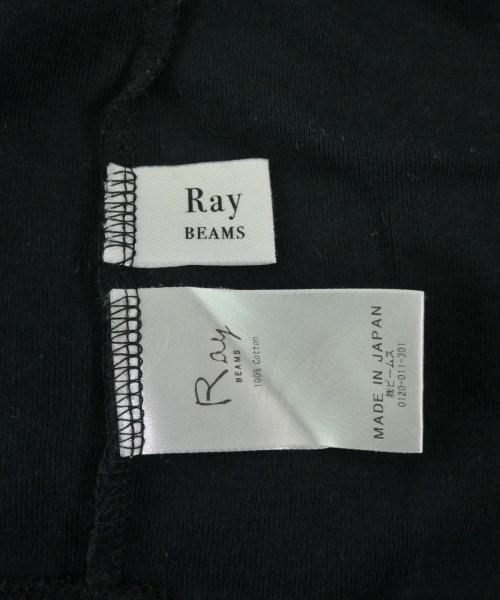 Ray
BEAMS
Ray
BEAMS
100% Cotton
MADE IN JAPAN
㈱ビームス
0120-011-301